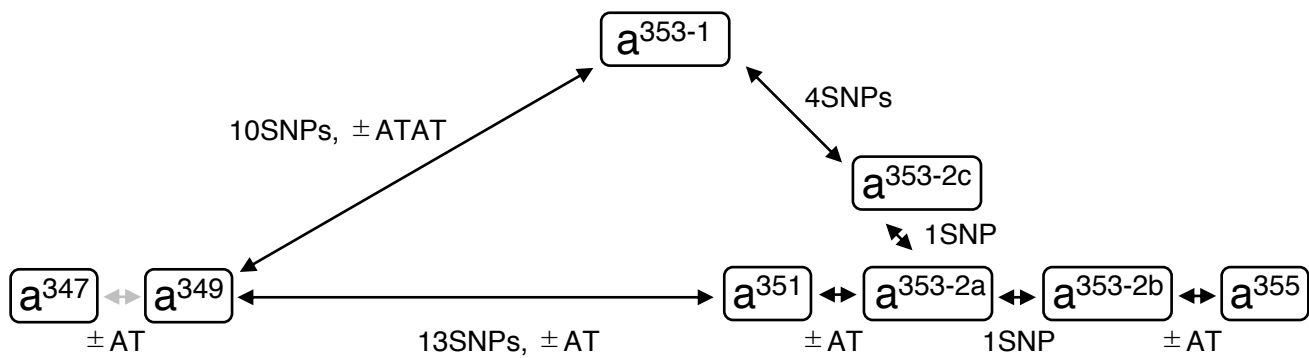 a353-1
4SNPs
10SNPs, ±ATAT
a353-2c
1SNP
a347 a349 a351 a353-2a a353-2b a355
±AT 13SNPs, ±AT ±AT 1SNP ±AT